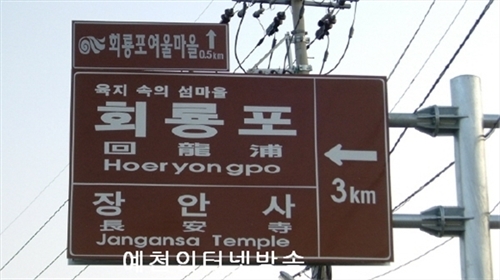 회룡포여울마을 ↑
0.5km
육지 속의 섬마을
회룡포
回龍浦
Hoeryongpo
← 3km
장안사
長安寺
Jangansa Temple
예천인터넷방송